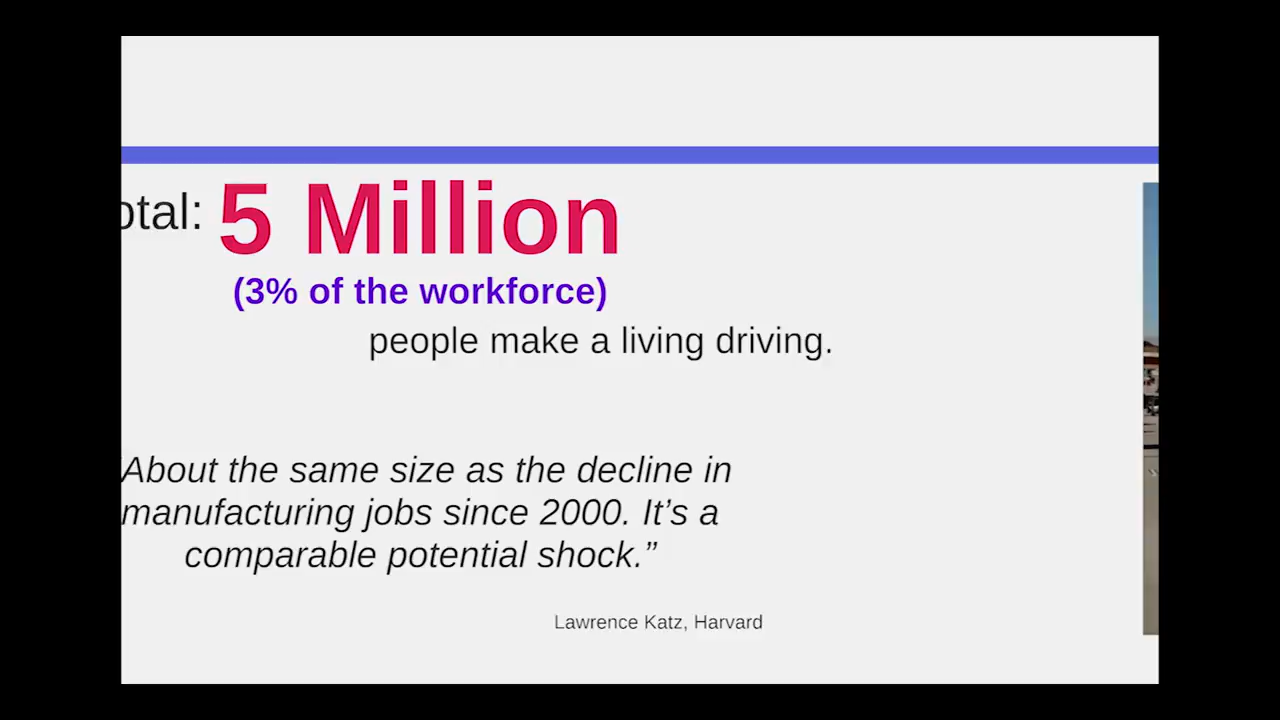 otal: 5 Million
(3% of the workforce)
people make a living driving.
About the same size as the decline in
manufacturing jobs since 2000. It’s a
comparable potential shock.”
Lawrence Katz, Harvard